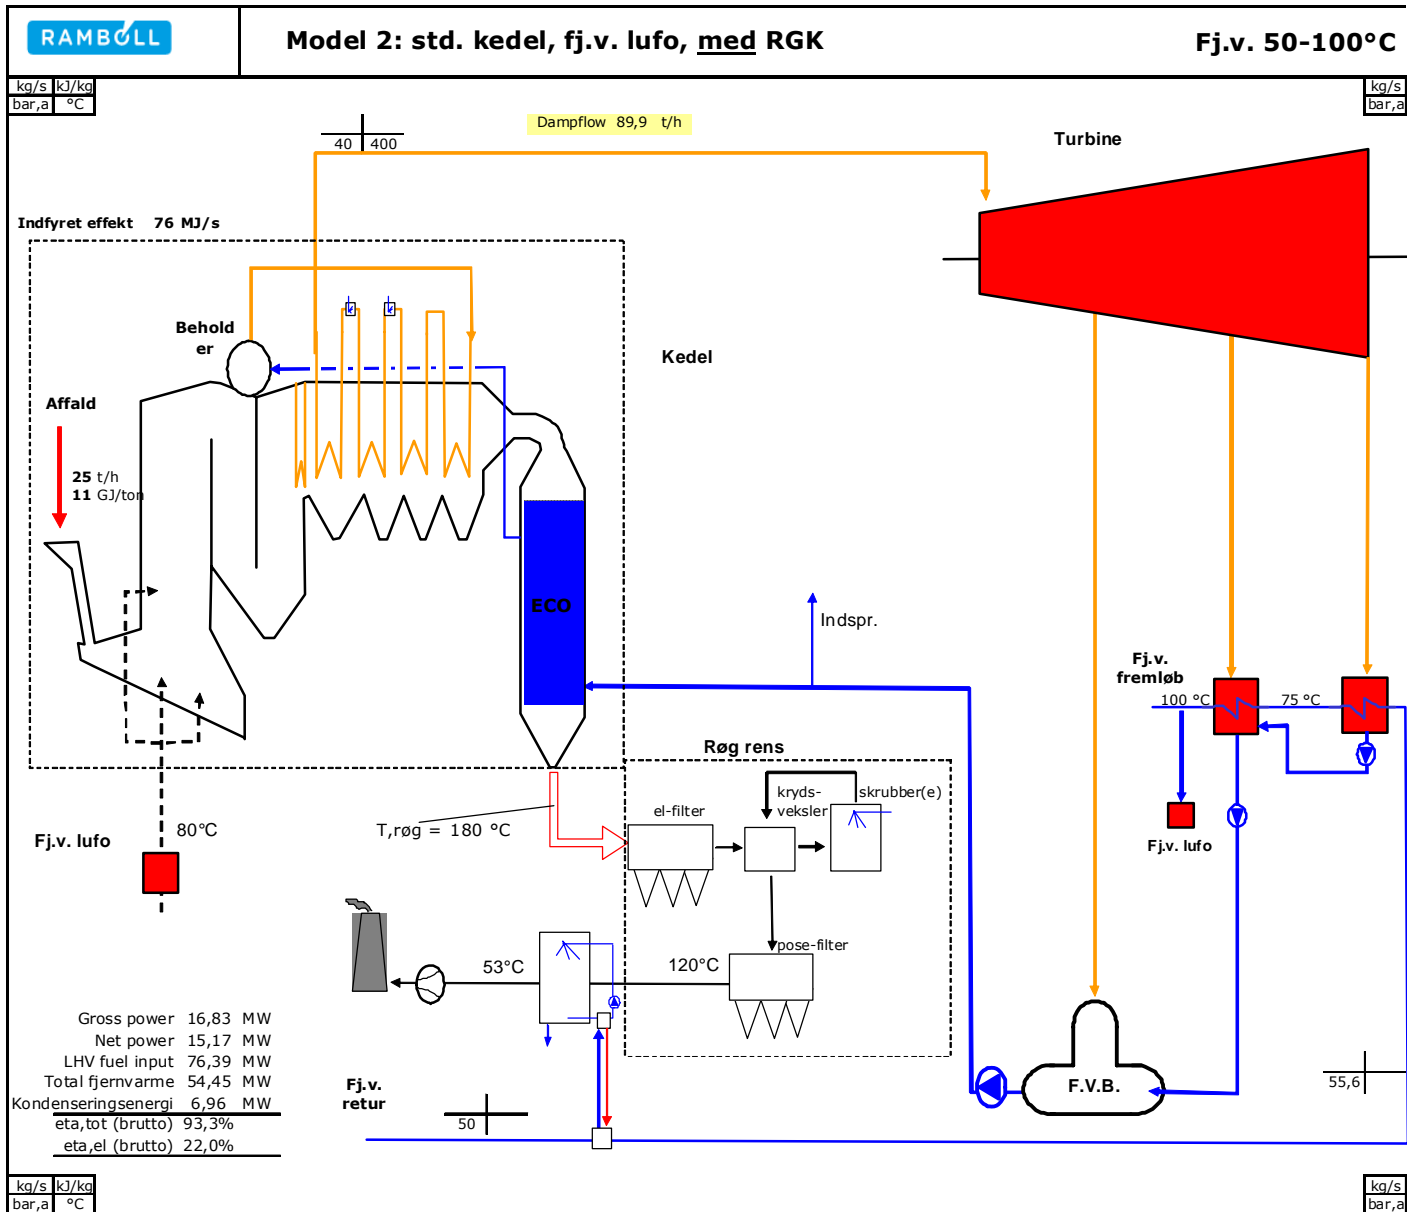 RAMBOLL
Model 2: std. kedel, fj.v. lufo, med RGK
Fj.v. 50-100°C
kg/s kJ/kg
bar,a °C
kg/s
bar,a
Dampflow 89,9 t/h
40 400
Turbine
Indfyret effekt 76 MJ/s
Behold
er
Kedel
Affald
25 t/h
11 GJ/ton
ECO
Indspr.
Fj.v.
fremløb
100 °C
75 °C
Røg rens
kryds-
veksler
skrubber(e)
el-filter
T,røg = 180 °C
80°C
Fj.v. lufo
Fj.v. lufo
pose-filter
53°C
120°C
Gross power 16,83 MW
Net power 15,17 MW
LHV fuel input 76,39 MW
Total fjernvarme 54,45 MW
Kondenseringsenergi 6,96 MW
eta,tot (brutto) 93,3%
eta,el (brutto) 22,0%
Fj.v.
retur
50
F.V.B.
55,6
kg/s kJ/kg
bar,a °C
kg/s
bar,a